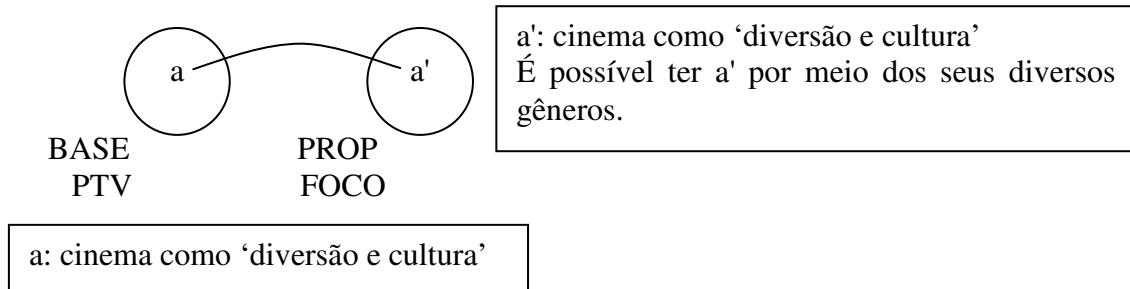 a a'
a': cinema como ‘diversão e cultura’
É possível ter a' por meio dos seus diversos
gêneros.
BASE PROP
PTV FOCO
a: cinema como ‘diversão e cultura’